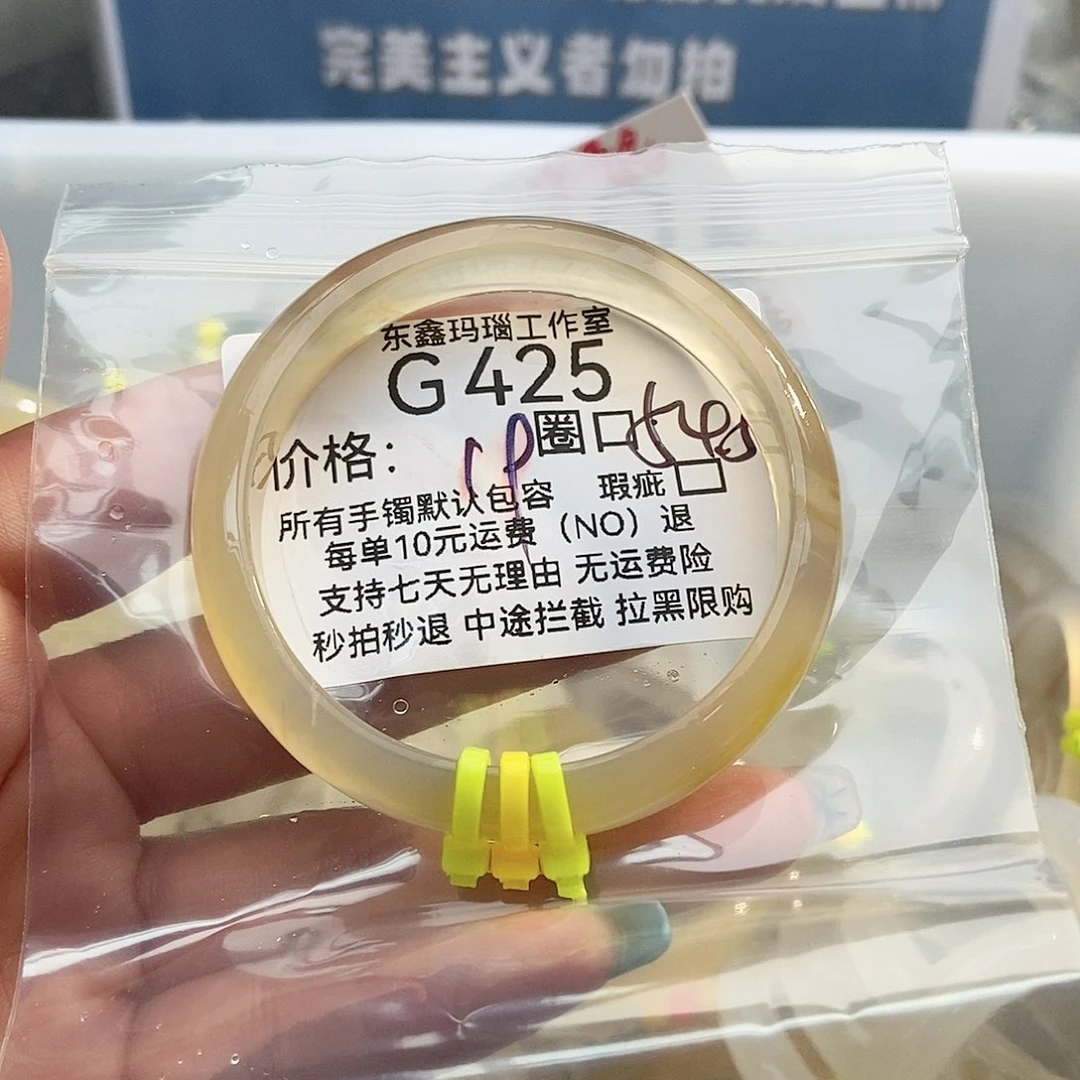 完美主义者勿拍
东鑫玛瑙工作室
G425
价格: 圈口
所有手镯默认包容 瑕疵
每单10元运费 (NO) 退
支持七天无理由 无运费险
秒拍秒退 中途拦截 拉黑限购